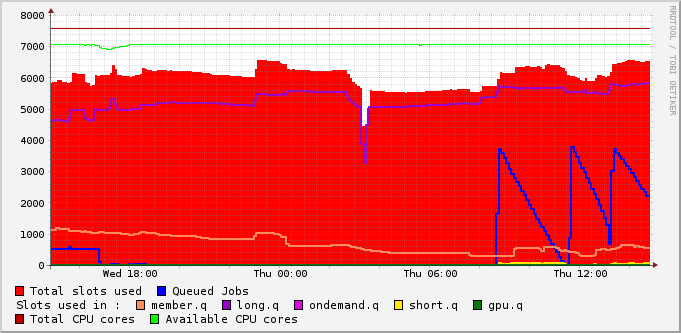 RRDTOOL / TOBI OETIKER
8000
7000
6000
5000
4000
3000
2000
1000
0
Wed 18:00 Thu 00:00 Thu 06:00 Thu 12:00
Total slots used Queued Jobs
Slots used in : member.q long.q ondemand.q short.q gpu.q
Total CPU cores Available CPU cores